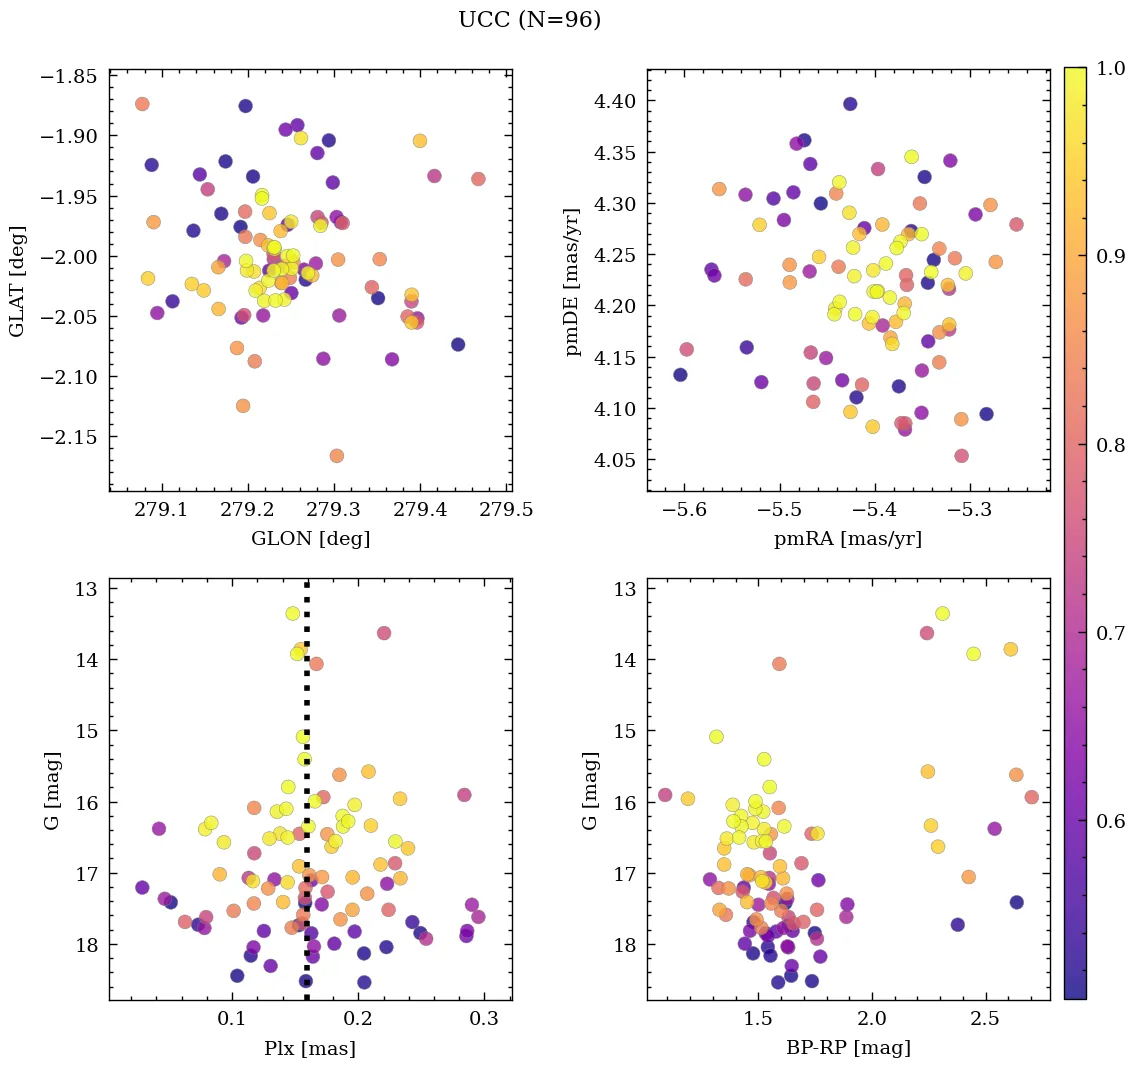 UCC (N=96)
−1.85
−1.90
−1.95
−2.00
−2.05
−2.10
−2.15
GLAT [deg]
279.1 279.2 279.3 279.4 279.5
GLON [deg]
4.40
4.35
4.30
4.25
4.20
4.15
4.10
4.05
pmDE [mas/yr]
−5.6 −5.5 −5.4 −5.3
pmRA [mas/yr]
13
14
15
16
17
18
G [mag]
0.1 0.2 0.3
Plx [mas]
13
14
15
16
17
18
G [mag]
1.5 2.0 2.5
BP-RP [mag]
1.0
0.9
0.8
0.7
0.6